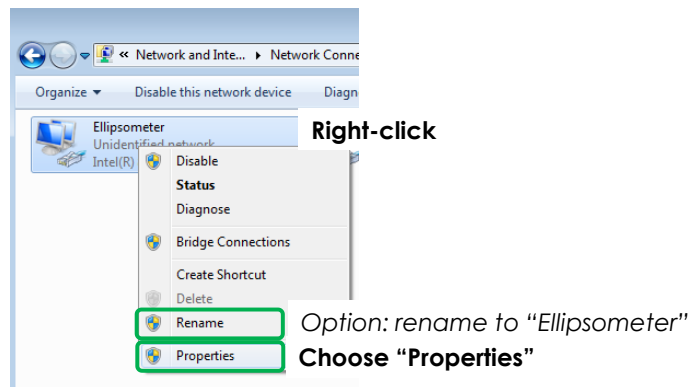 « Network and Inte... ▸ Network Conne
Organize ▼ Disable this network device Diagn
Ellipsometer
Right-click
Unidentified network
Intel(R)
Disable
Status
Diagnose
Bridge Connections
Create Shortcut
Delete
Rename
Option: rename to “Ellipsometer”
Properties
Choose “Properties”